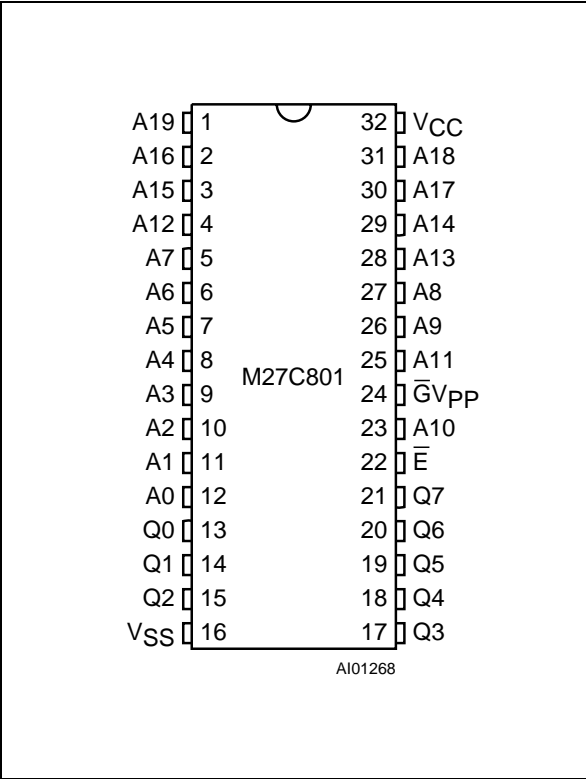 A19 1 32 VCC
A16 2 31 A18
A15 3 30 A17
A12 4 29 A14
A7 5 28 A13
A6 6 27 A8
A5 7 26 A9
A4 8 25 A11
M27C801
A3 9 24 G̅VPP
A2 10 23 A10
A1 11 22 E̅
A0 12 21 Q7
Q0 13 20 Q6
Q1 14 19 Q5
Q2 15 18 Q4
VSS 16 17 Q3
AI01268